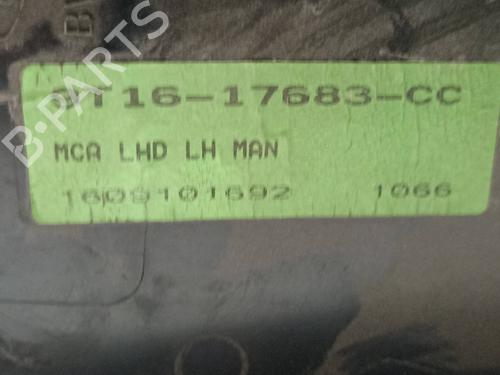 T16-17683-CC
MCA LHD LH MAN
1609101692 1066
B-PARTS